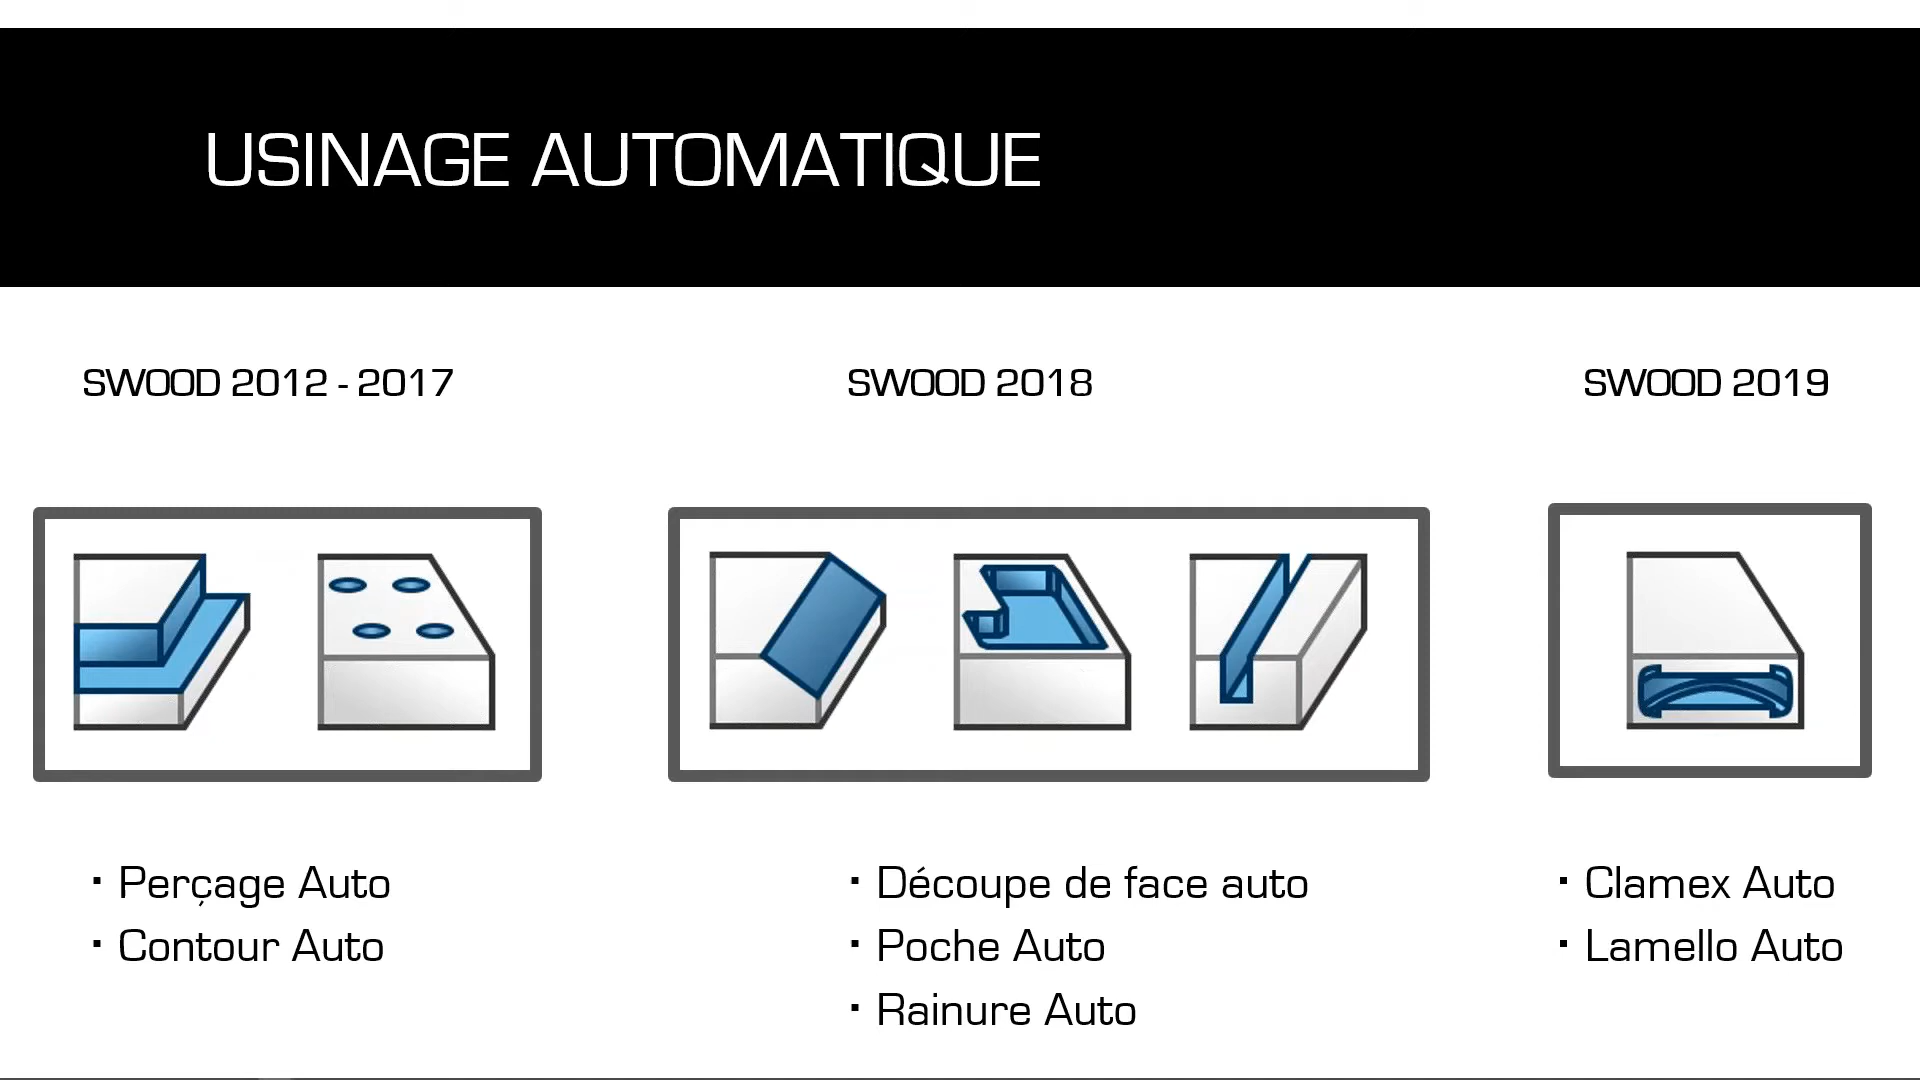 USINAGE AUTOMATIQUE
SWOOD 2012 - 2017
SWOOD 2018
SWOOD 2019
· Perçage Auto
· Contour Auto
· Découpe de face auto
· Poche Auto
· Rainure Auto
· Clamex Auto
· Lamello Auto